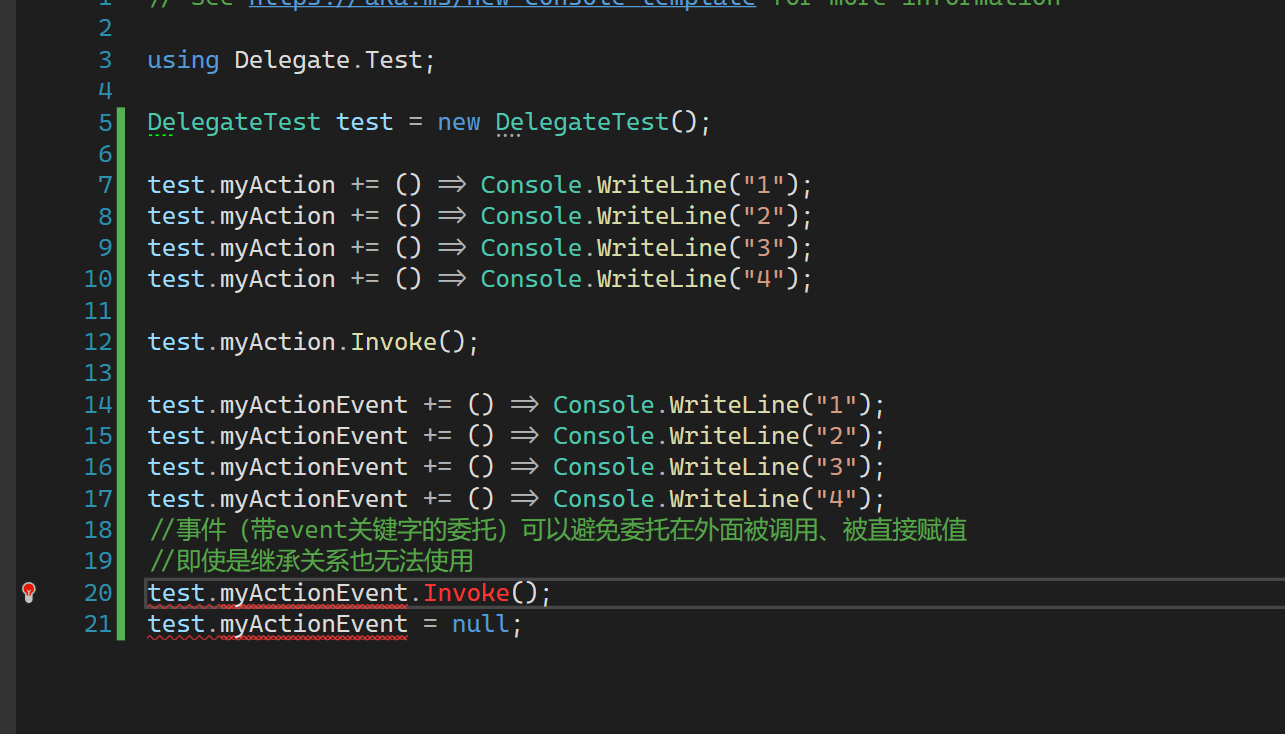 1 // See https://aka.ms/new-console-template for more information
2
3 using Delegate.Test;
4
5 DelegateTest test = new DelegateTest();
6
7 test.myAction += () => Console.WriteLine("1");
8 test.myAction += () => Console.WriteLine("2");
9 test.myAction += () => Console.WriteLine("3");
10 test.myAction += () => Console.WriteLine("4");
11
12 test.myAction.Invoke();
13
14 test.myActionEvent += () => Console.WriteLine("1");
15 test.myActionEvent += () => Console.WriteLine("2");
16 test.myActionEvent += () => Console.WriteLine("3");
17 test.myActionEvent += () => Console.WriteLine("4");
18 //事件（带event关键字的委托）可以避免委托在外面被调用、被直接赋值
19 //即使是继承关系也无法使用
20 test.myActionEvent.Invoke();
21 test.myActionEvent = null;